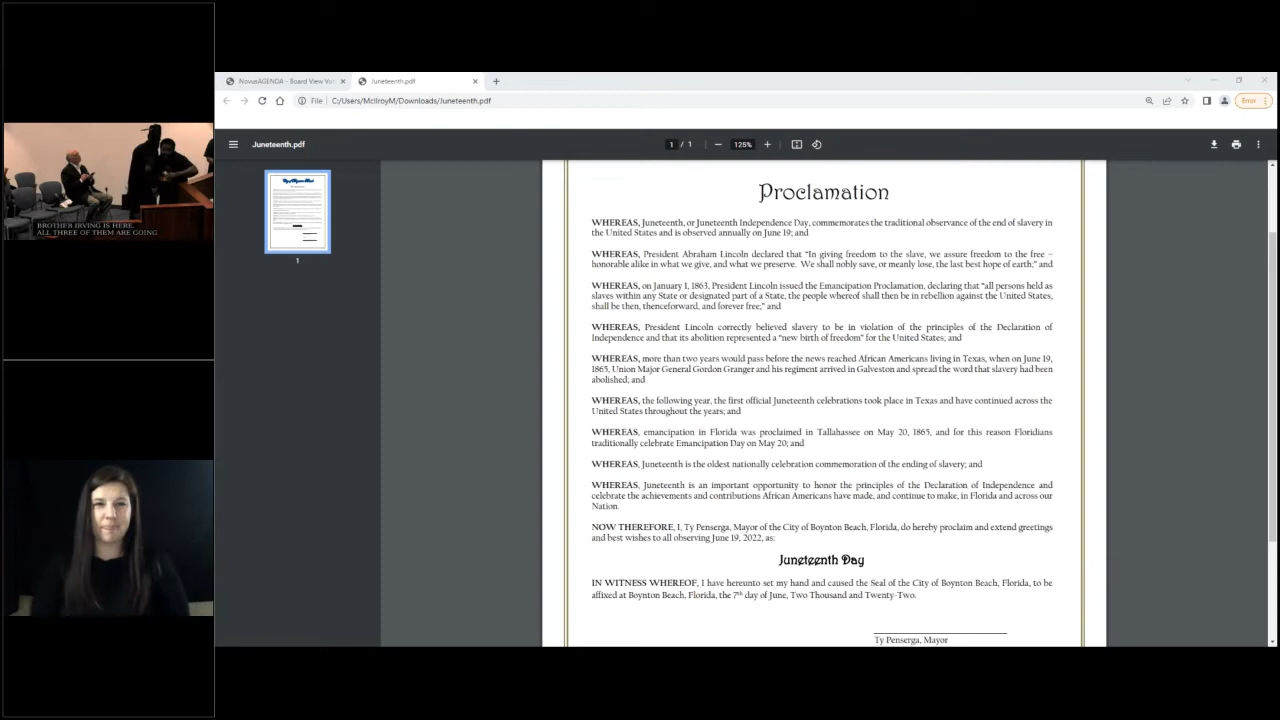 NovusAGENDA - Board View Vo
Juneteenth.pdf
File
C:/Users/McIlroyM/Downloads/Juneteenth.pdf
Error
Juneteenth.pdf
1 / 1
125%
1
BROTHER IRVING IS HERE.
ALL THREE OF THEM ARE GOING
Proclamation
WHEREAS, Juneteenth, or Juneteenth Independence Day, commemorates the traditional observance of the end of slavery in
the United States and is observed annually on June 19; and
WHEREAS, President Abraham Lincoln declared that “In giving freedom to the slave, we assure freedom to the free –
honorable alike in what we give, and what we preserve. We shall nobly save, or meanly lose, the last best hope of earth;” and
WHEREAS, on January 1, 1863, President Lincoln issued the Emancipation Proclamation, declaring that “all persons held as
slaves within any State or designated part of a State, the people whereof shall then be in rebellion against the United States,
shall be then, thenceforward, and forever free;” and
WHEREAS, President Lincoln correctly believed slavery to be in violation of the principles of the Declaration of
Independence and that its abolition represented a “new birth of freedom” for the United States; and
WHEREAS, more than two years would pass before the news reached African Americans living in Texas, when on June 19,
1865, Union Major General Gordon Granger and his regiment arrived in Galveston and spread the word that slavery had been
abolished; and
WHEREAS, the following year, the first official Juneteenth celebrations took place in Texas and have continued across the
United States throughout the years; and
WHEREAS, emancipation in Florida was proclaimed in Tallahassee on May 20, 1865, and for this reason Floridians
traditionally celebrate Emancipation Day on May 20; and
WHEREAS, Juneteenth is the oldest nationally celebration commemoration of the ending of slavery; and
WHEREAS, Juneteenth is an important opportunity to honor the principles of the Declaration of Independence and
celebrate the achievements and contributions African Americans have made, and continue to make, in Florida and across our
Nation.
NOW THEREFORE, I, Ty Penserga, Mayor of the City of Boynton Beach, Florida, do hereby proclaim and extend greetings
and best wishes to all observing June 19, 2022, as:
Juneteenth Day
IN WITNESS WHEREOF, I have hereunto set my hand and caused the Seal of the City of Boynton Beach, Florida, to be
affixed at Boynton Beach, Florida, the 7th day of June, Two Thousand and Twenty-Two.
Ty Penserga, Mayor